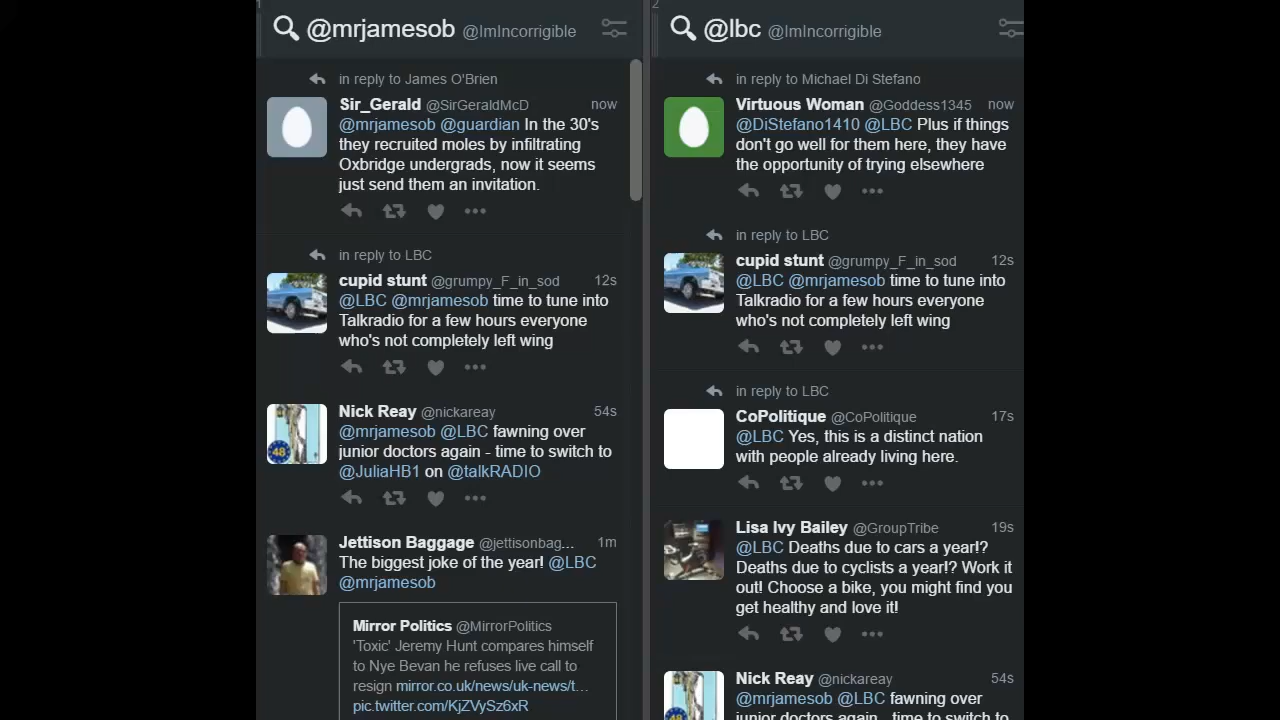 1
@mrjamesob @ImIncorrigible
in reply to James O'Brien
Sir_Gerald @SirGeraldMcD now
@mrjamesob @guardian In the 30's
they recruited moles by infiltrating
Oxbridge undergrads, now it seems
just send them an invitation.
in reply to LBC
cupid stunt @grumpy_F_in_sod 12s
@LBC @mrjamesob time to tune into
Talkradio for a few hours everyone
who's not completely left wing
Nick Reay @nickareay 54s
@mrjamesob @LBC fawning over
junior doctors again - time to switch to
@JuliaHB1 on @talkRADIO
48
Jettison Baggage @jettisonbag... 1m
The biggest joke of the year! @LBC
@mrjamesob
Mirror Politics @MirrorPolitics
'Toxic' Jeremy Hunt compares himself
to Nye Bevan he refuses live call to
resign mirror.co.uk/news/uk-news/t...
pic.twitter.com/KjZVySz6xR
2
@lbc @ImIncorrigible
in reply to Michael Di Stefano
Virtuous Woman @Goddess1345 now
@DiStefano1410 @LBC Plus if things
don't go well for them here, they have
the opportunity of trying elsewhere
in reply to LBC
cupid stunt @grumpy_F_in_sod 12s
@LBC @mrjamesob time to tune into
Talkradio for a few hours everyone
who's not completely left wing
in reply to LBC
CoPolitique @CoPolitique 17s
@LBC Yes, this is a distinct nation
with people already living here.
Lisa Ivy Bailey @GroupTribe 19s
@LBC Deaths due to cars a year!?
Deaths due to cyclists a year!? Work it
out! Choose a bike, you might find you
get healthy and love it!
Nick Reay @nickareay 54s
@mrjamesob @LBC fawning over
junior doctors again - time to switch to
48